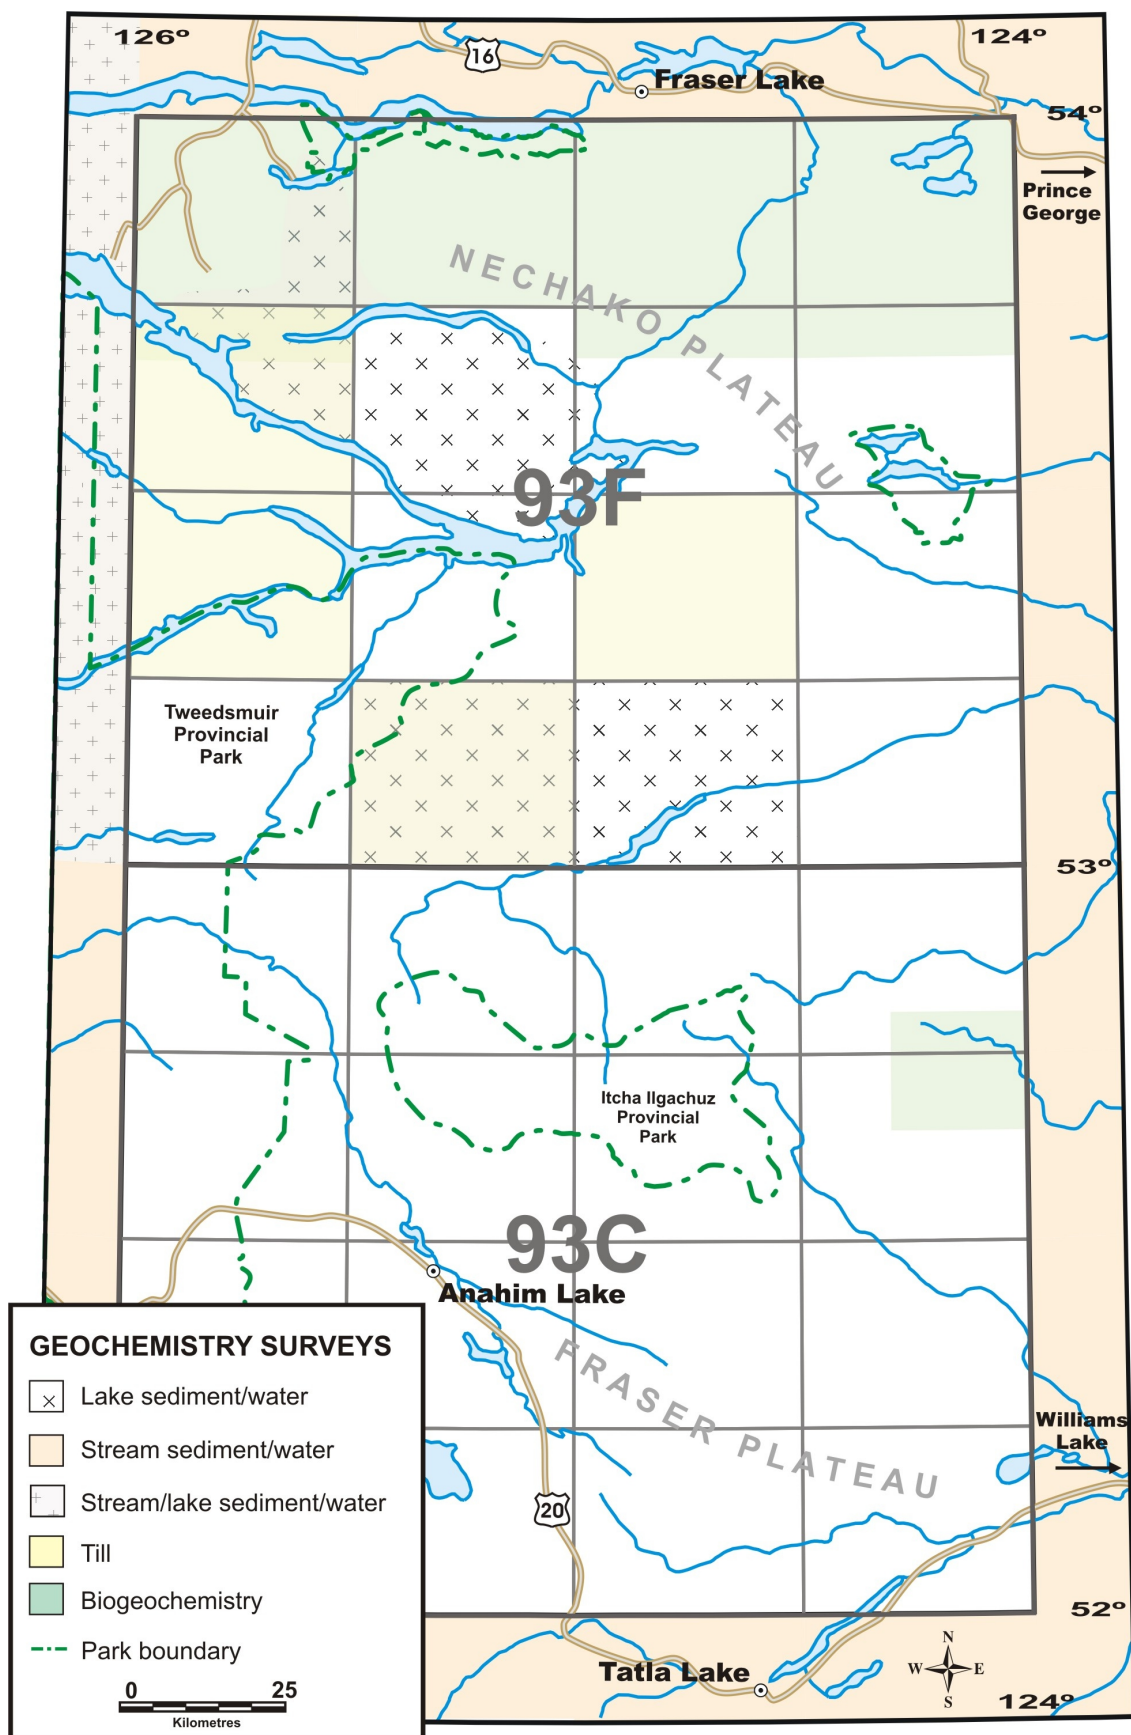 126°
16
124°
Fraser Lake
54°
Prince
George
NECHAKO PLATEAU
93F
Tweedsmuir
Provincial
Park
53°
Itcha Ilgachuz
Provincial
Park
93C
Anahim Lake
FRASER PLATEAU
Williams
Lake
20
52°
Tatla Lake
N
W E
S
124°
GEOCHEMISTRY SURVEYS
Lake sediment/water
Stream sediment/water
Stream/lake sediment/water
Till
Biogeochemistry
Park boundary
0 25
Kilometres